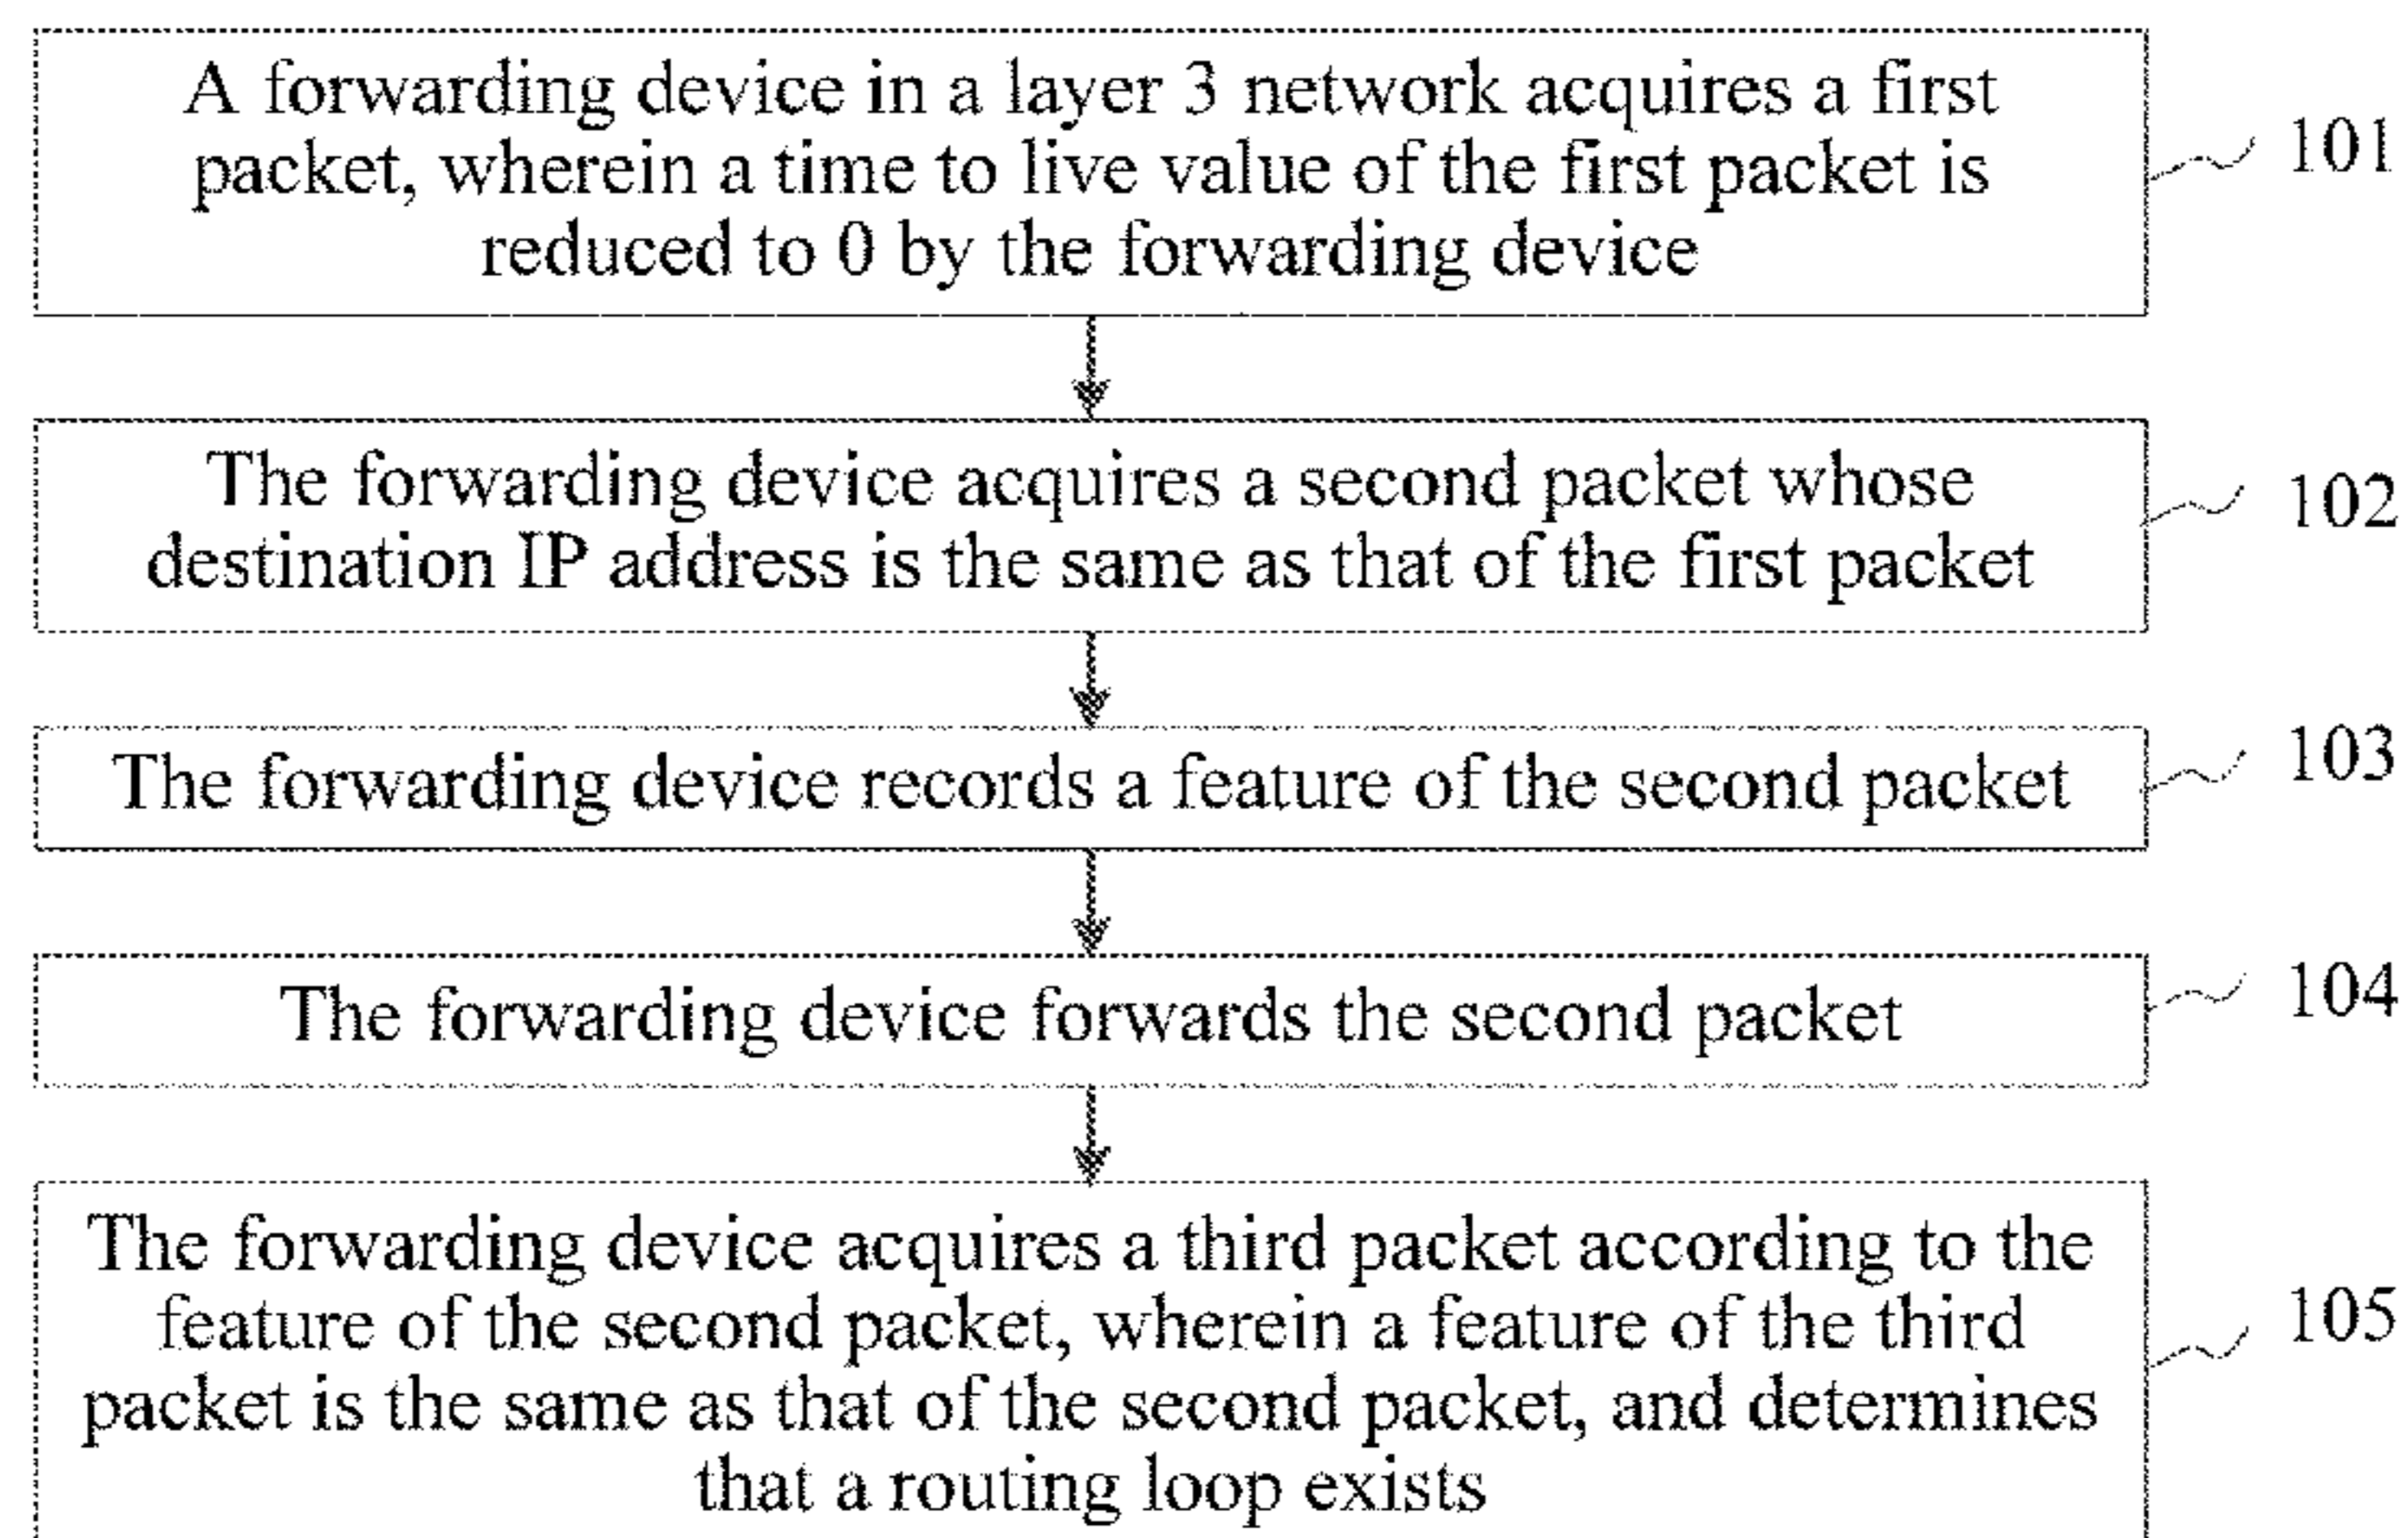 A forwarding device in a layer 3 network acquires a first
packet, wherein a time to live value of the first packet is
reduced to 0 by the forwarding device
101
The forwarding device acquires a second packet whose
destination IP address is the same as that of the first packet
102
The forwarding device records a feature of the second packet
103
The forwarding device forwards the second packet
104
The forwarding device acquires a third packet according to the
feature of the second packet, wherein a feature of the third
packet is the same as that of the second packet, and determines
that a routing loop exists
105